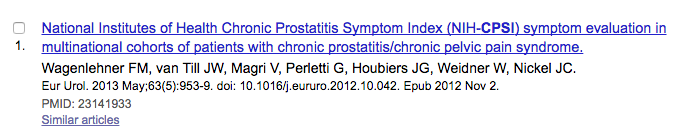 National Institutes of Health Chronic Prostatitis Symptom Index (NIH-CPSI) symptom evaluation in
1. multinational cohorts of patients with chronic prostatitis/chronic pelvic pain syndrome.
Wagenlehner FM, van Till JW, Magri V, Perletti G, Houbiers JG, Weidner W, Nickel JC.
Eur Urol. 2013 May;63(5):953-9. doi: 10.1016/j.eururo.2012.10.042. Epub 2012 Nov 2.
PMID: 23141933
Similar articles